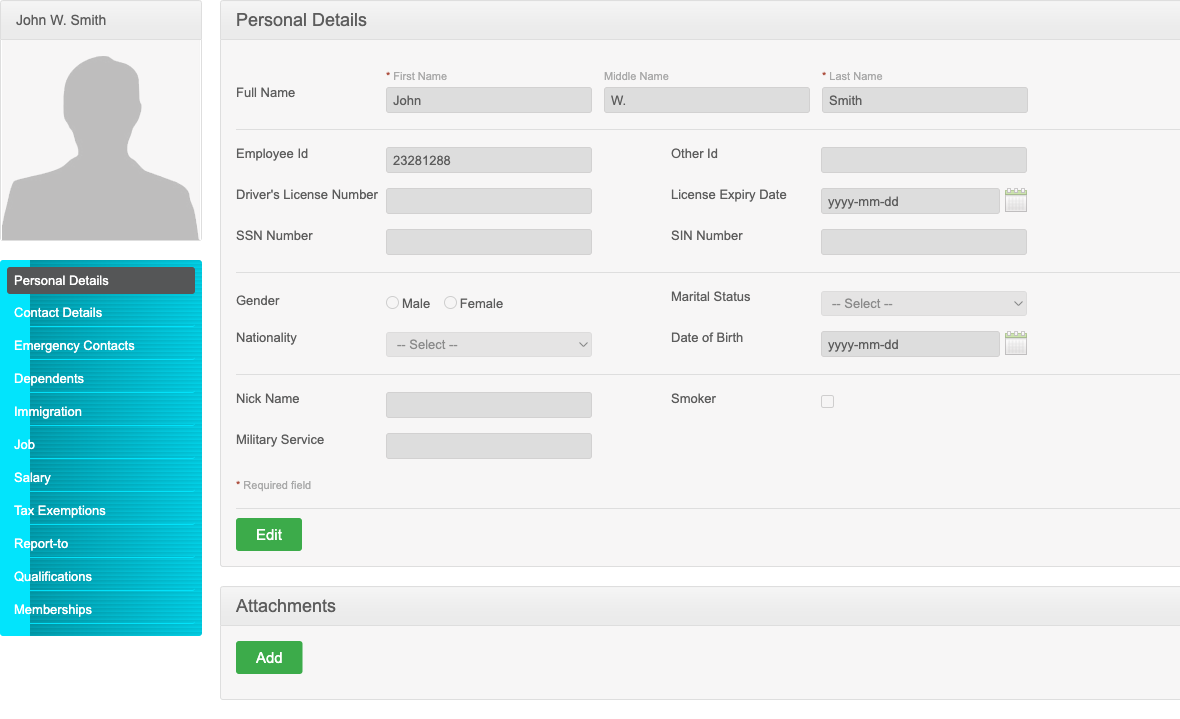 John W. Smith
Personal Details
Contact Details
Emergency Contacts
Dependents
Immigration
Job
Salary
Tax Exemptions
Report-to
Qualifications
Memberships
Personal Details
* First Name Middle Name * Last Name
Full Name John W. Smith
Employee Id 23281288 Other Id
Driver's License Number License Expiry Date yyyy-mm-dd
SSN Number SIN Number
Gender Male Female Marital Status -- Select --
Nationality -- Select -- Date of Birth yyyy-mm-dd
Nick Name Smoker
Military Service
* Required field
Edit
Attachments
Add